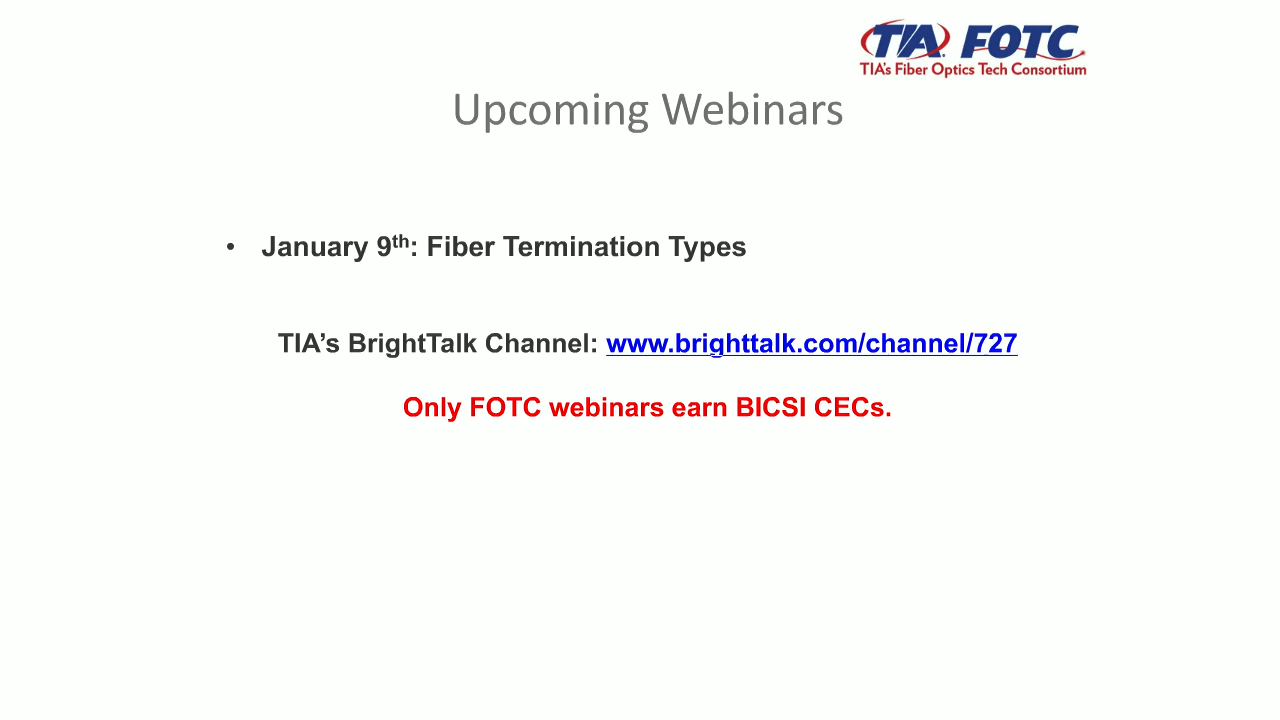 TIA FOTC
TIA's Fiber Optics Tech Consortium
Upcoming Webinars
• January 9th: Fiber Termination Types
TIA’s BrightTalk Channel: www.brighttalk.com/channel/727
Only FOTC webinars earn BICSI CECs.